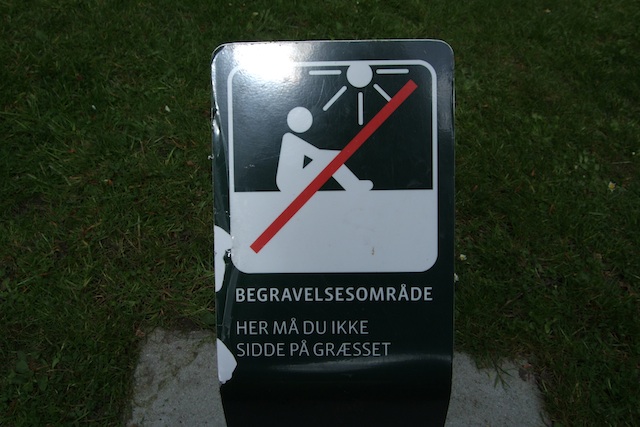 BEGRAVELSESOMRÅDE
HER MÅ DU IKKE
SIDDE PÅ GRÆSSET